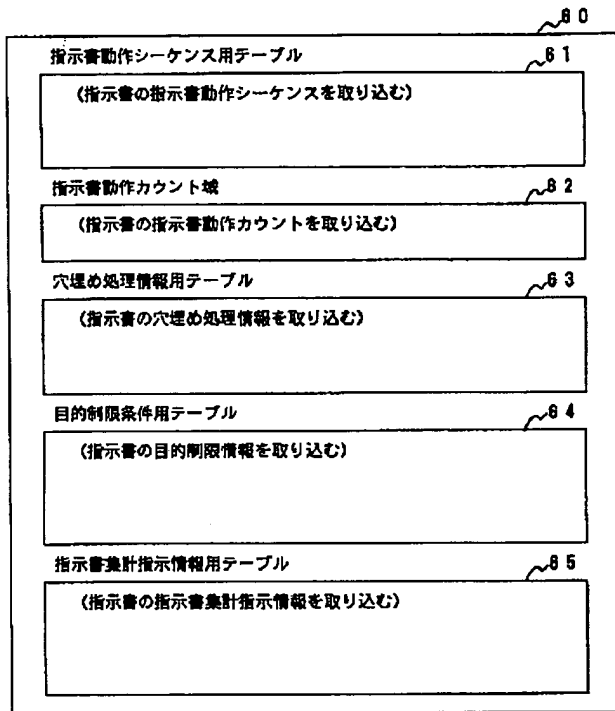 60
指示書動作シーケンス用テーブル
61
(指示書の指示書動作シーケンスを取り込む)
指示書動作カウント域
62
(指示書の指示書動作カウントを取り込む)
穴埋め処理情報用テーブル
63
(指示書の穴埋め処理情報を取り込む)
目的制限条件用テーブル
64
(指示書の目的制限情報を取り込む)
指示書集計指示情報用テーブル
65
(指示書の指示書集計指示情報を取り込む)